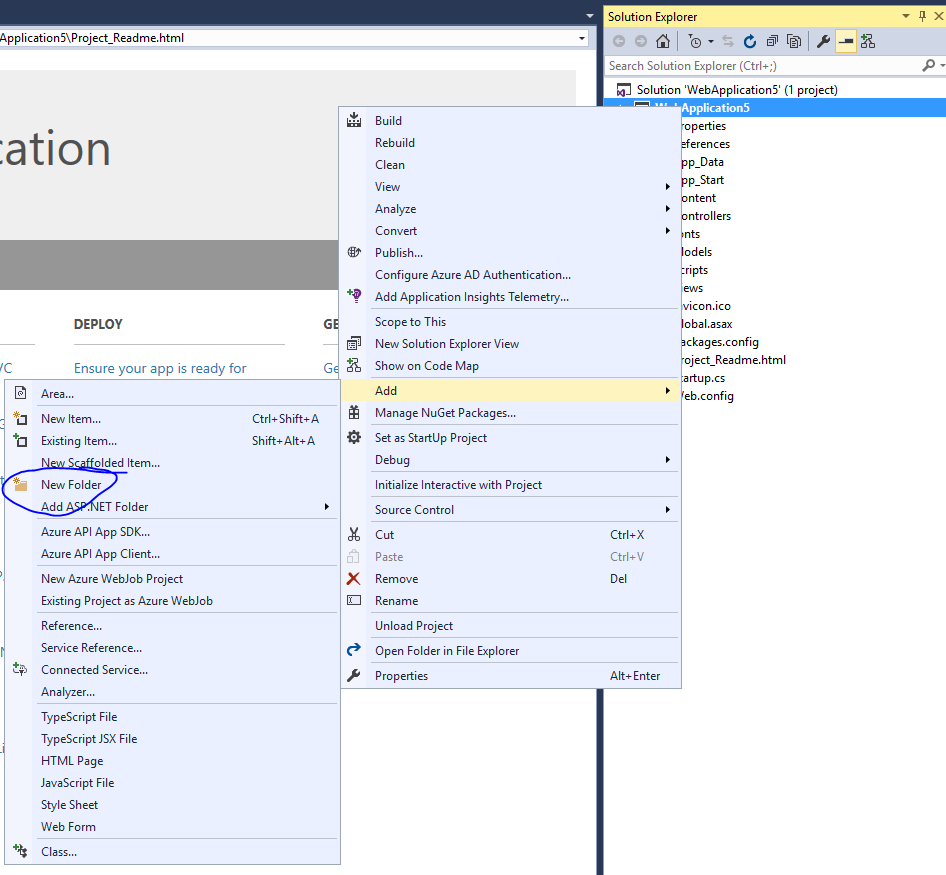 Solution Explorer
Application5\Project_Readme.html
Search Solution Explorer (Ctrl+;)
Solution 'WebApplication5' (1 project)
WebApplication5
roperties
eferences
pp_Data
pp_Start
ontent
ontrollers
onts
Models
cripts
iews
avicon.ico
lobal.asax
ackages.config
roject_Readme.html
tartup.cs
Web.config
cation
DEPLOY
GE
VC
Ensure your app is ready for
Ge
Build
Rebuild
Clean
View
Analyze
Convert
Publish...
Configure Azure AD Authentication...
Add Application Insights Telemetry...
Scope to This
New Solution Explorer View
Show on Code Map
Add
Manage NuGet Packages...
Set as StartUp Project
Debug
Initialize Interactive with Project
Source Control
Cut Ctrl+X
Paste Ctrl+V
Remove Del
Rename
Unload Project
Open Folder in File Explorer
Properties Alt+Enter
Area...
New Item... Ctrl+Shift+A
Existing Item... Shift+Alt+A
New Scaffolded Item...
New Folder
Add ASP.NET Folder
Azure API App SDK...
Azure API App Client...
New Azure WebJob Project
Existing Project as Azure WebJob
Reference...
Service Reference...
Connected Service...
Analyzer...
TypeScript File
TypeScript JSX File
HTML Page
JavaScript File
Style Sheet
Web Form
Class...